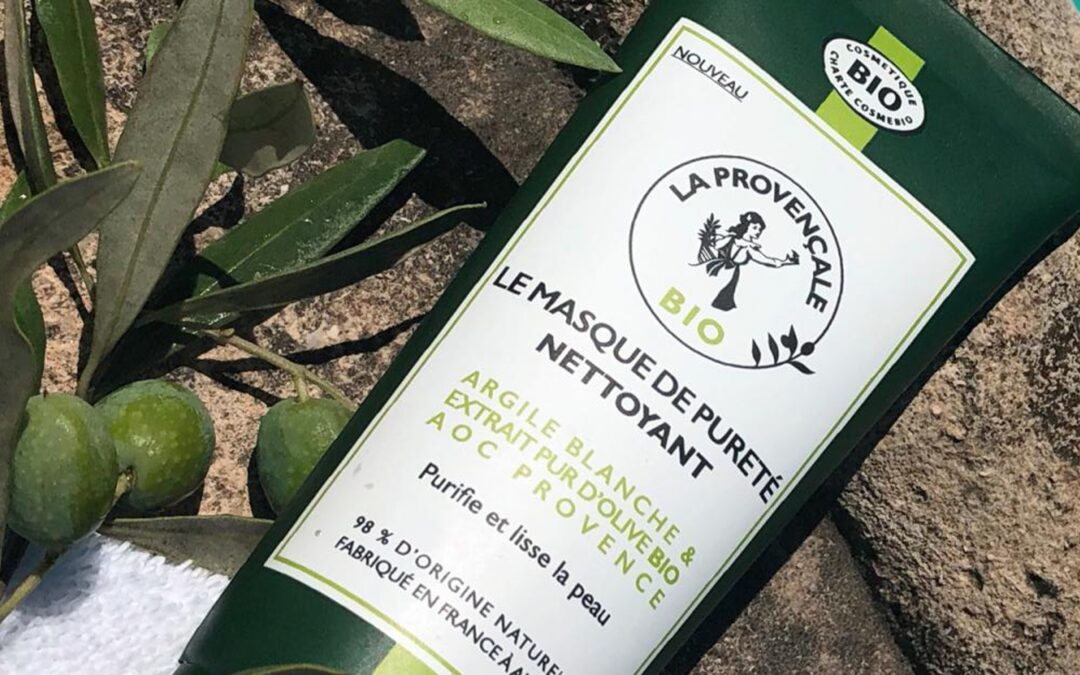 NOUVEAU
COSMETIQUE
BIO
CHARTE COSMEBIO
LA PROVENÇALE
BIO
LE MASQUE DE PURETÉ
NETTOYANT
ARGILE BLANCHE &
EXTRAIT PUR D'OLIVE BIO
AOC PROVENCE
Purifie et lisse la peau
98 % D'ORIGINE
FABRIQUÉ EN FRANCE À